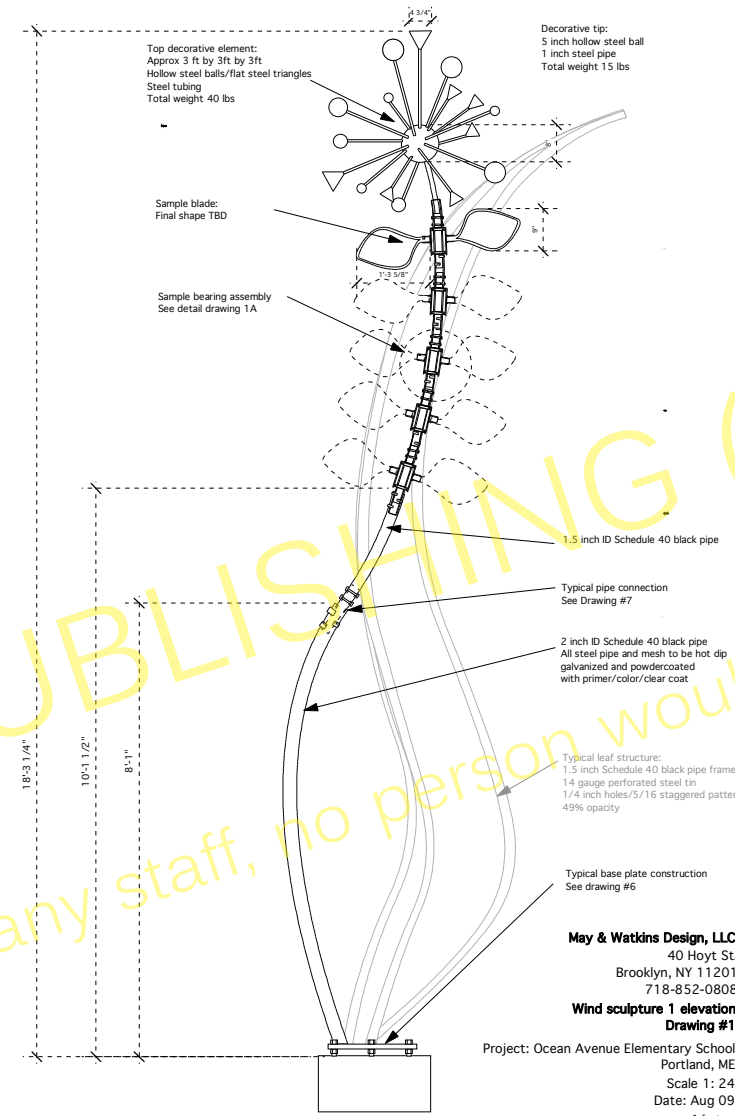 4 3/4"
Top decorative element:
Approx 3 ft by 3ft by 3ft
Hollow steel balls/flat steel triangles
Steel tubing
Total weight 40 lbs
Decorative tip:
5 inch hollow steel ball
1 inch steel pipe
Total weight 15 lbs
Sample blade:
Final shape TBD
9"
1'-3 5/8"
Sample bearing assembly
See detail drawing 1A
1.5 inch ID Schedule 40 black pipe
Typical pipe connection
See Drawing #7
2 inch ID Schedule 40 black pipe
All steel pipe and mesh to be hot dip
galvanized and powdercoated
with primer/color/clear coat
18'-3 1/4"
10'-1 1/2"
8'-1"
Typical leaf structure:
1.5 inch Schedule 40 black pipe frame
14 gauge perforated steel tin
1/4 inch holes/5/16 staggered patter
49% opacity
Typical base plate construction
See drawing #6
UBLISHING
any staff, no person woul
May & Watkins Design, LLC
40 Hoyt St
Brooklyn, NY 11201
718-852-0808
Wind sculpture 1 elevation
Drawing #1
Project: Ocean Avenue Elementary School
Portland, ME
Scale 1: 24
Date: Aug 09